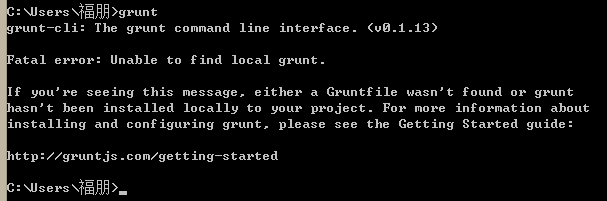 C:\Users\福朋>grunt
grunt-cli: The grunt command line interface. (v0.1.13)
Fatal error: Unable to find local grunt.
If you're seeing this message, either a Gruntfile wasn't found or grunt
hasn't been installed locally to your project. For more information about
installing and configuring grunt, please see the Getting Started guide:
http://gruntjs.com/getting-started
C:\Users\福朋>_